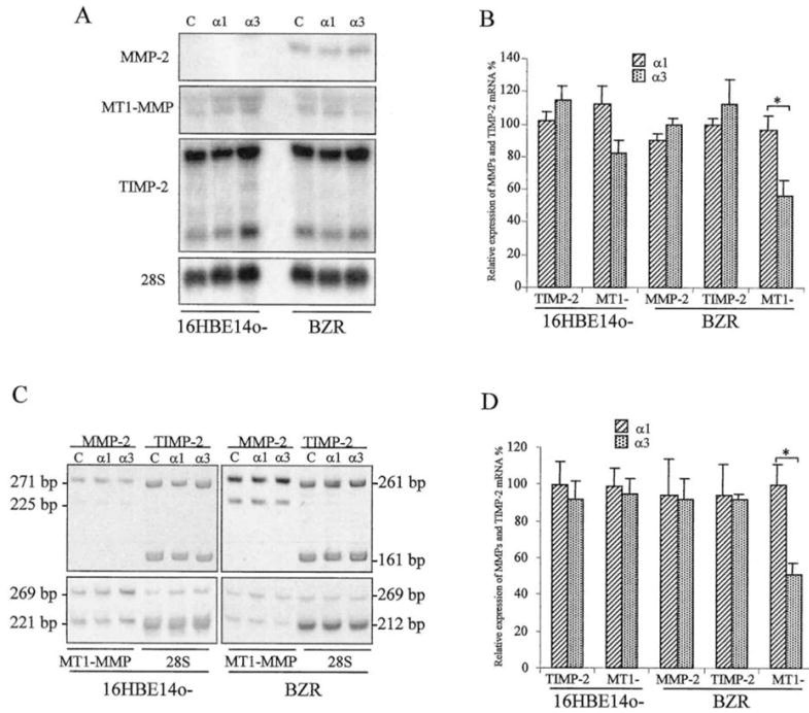 A
C α1 α3 C α1 α3
MMP-2
MT1-MMP
TIMP-2
28S
16HBE14o- BZR
B
Relative expression of MMPs and TIMP-2 mRNA %
140
120
100
80
60
40
20
0
α1
α3
*
TIMP-2 MT1- MMP-2 TIMP-2 MT1-
16HBE14o- BZR
C
MMP-2 TIMP-2 MMP-2 TIMP-2
C α1 α3 C α1 α3 C α1 α3 C α1 α3
271 bp 261 bp
225 bp
161 bp
269 bp 269 bp
221 bp 212 bp
MT1-MMP 28S MT1-MMP 28S
16HBE14o- BZR
D
Relative expression of MMPs and TIMP-2 mRNA %
120
100
80
60
40
20
0
α1
α3
*
TIMP-2 MT1- MMP-2 TIMP-2 MT1-
16HBE14o- BZR